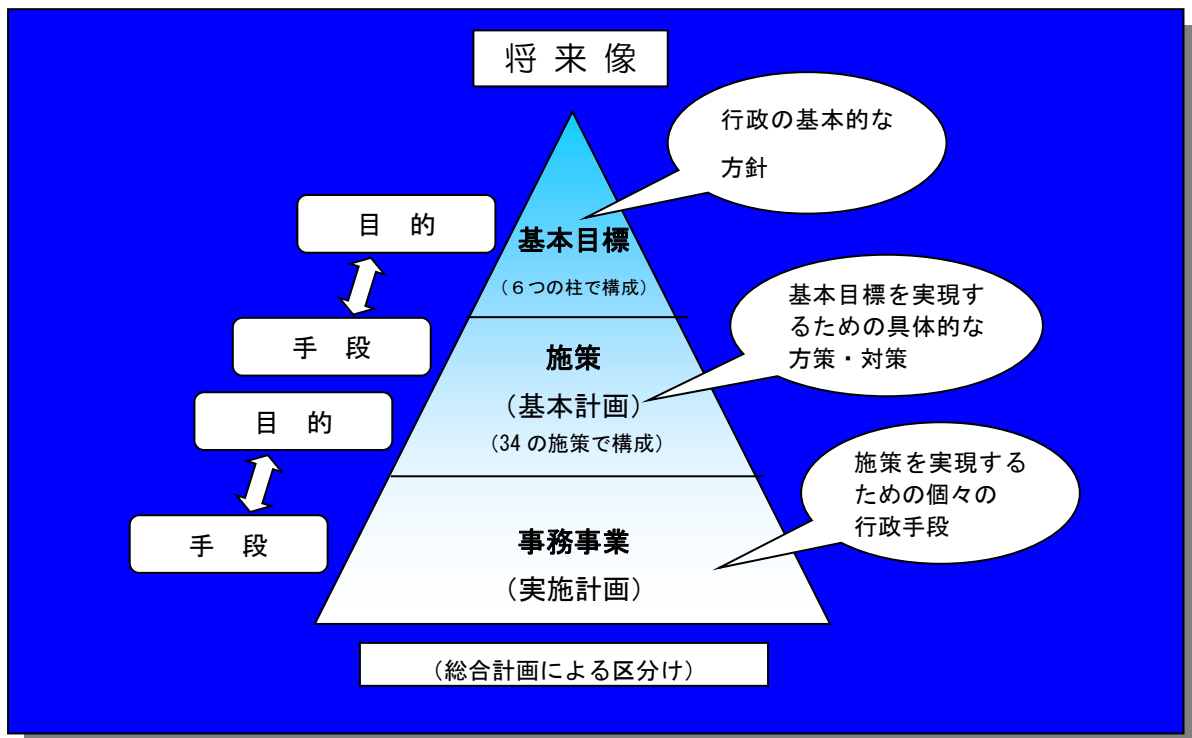 将来像
行政の基本的な
方針
目 的
基本目標
(６つの柱で構成)
手 段
施策
(基本計画)
(34の施策で構成)
基本目標を実現す
るための具体的な
方策・対策
目 的
手 段
事務事業
(実施計画)
施策を実現する
ための個々の
行政手段
(総合計画による区分け)